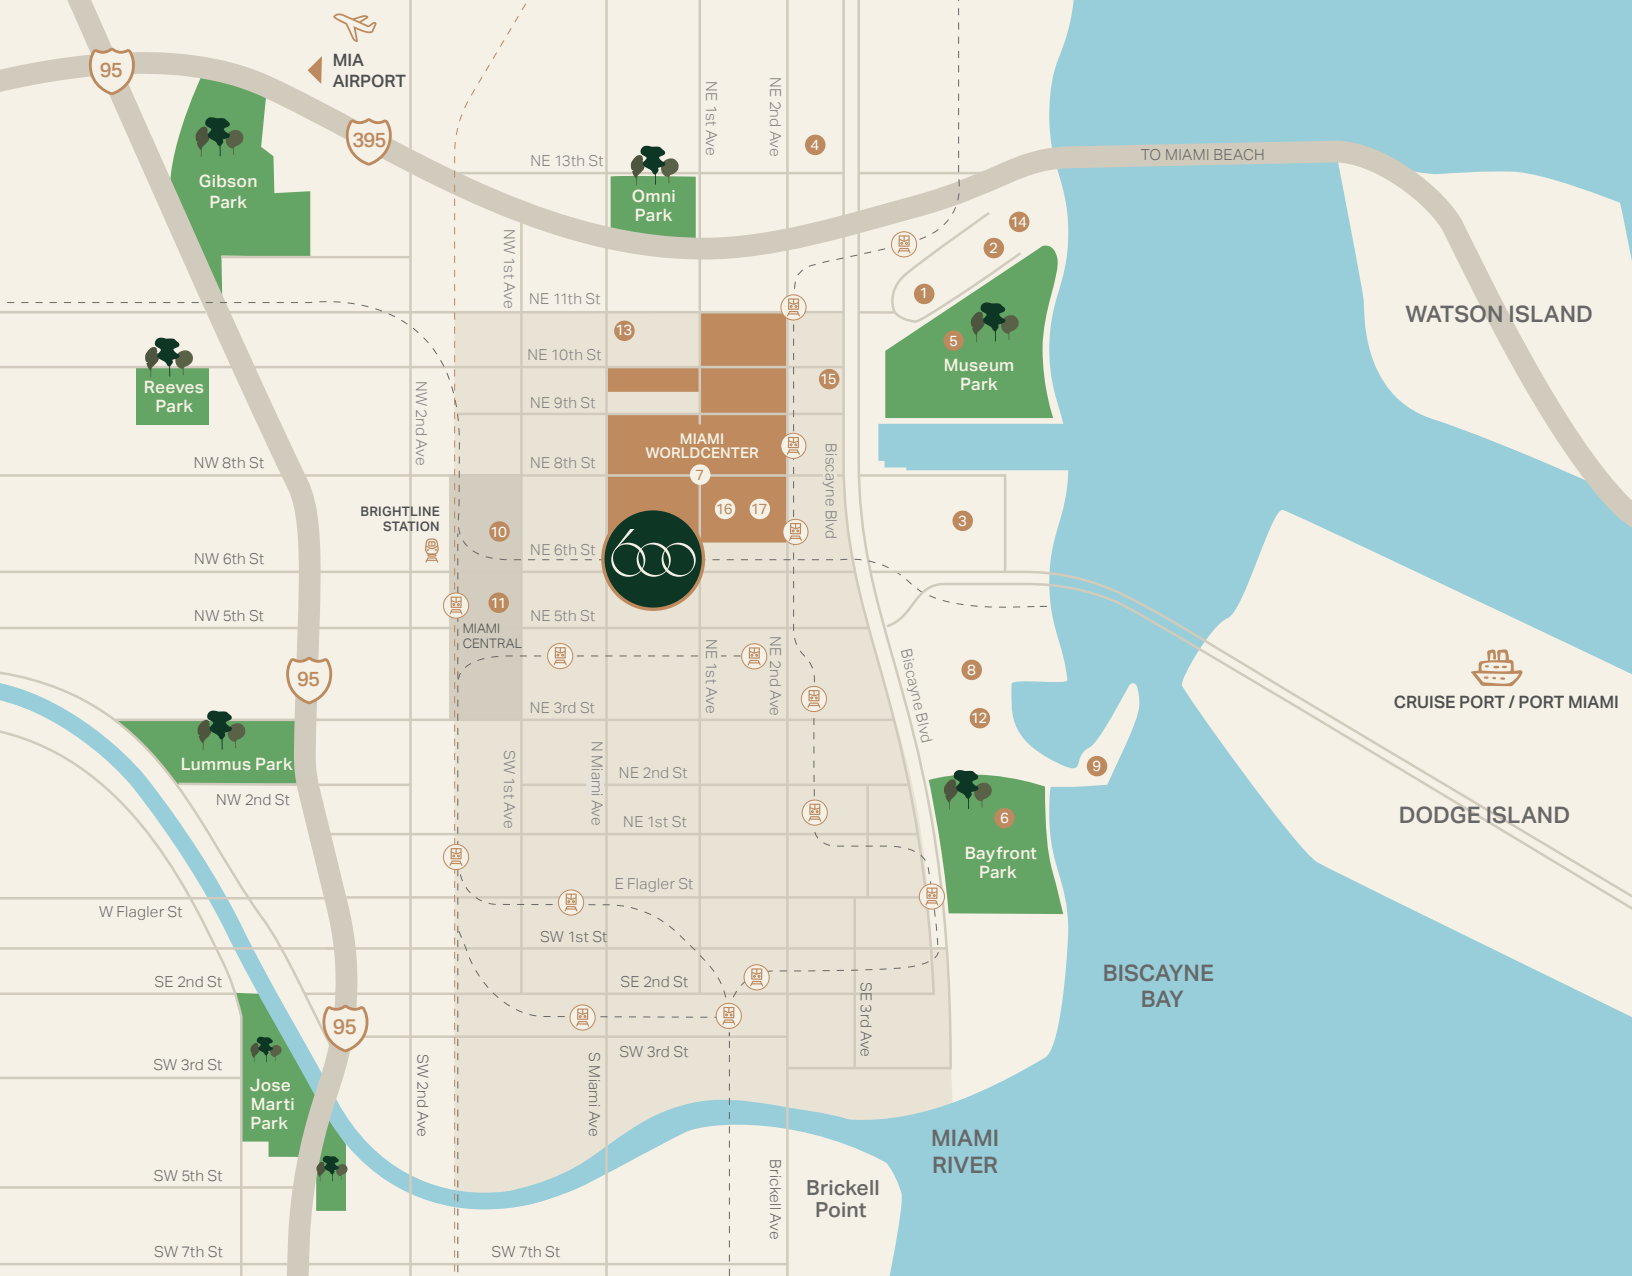 MIA
AIRPORT
95
395
NE 1st Ave
NE 2nd Ave
4
NE 13th St
TO MIAMI BEACH
Gibson
Park
Omni
Park
14
2
1
NW 1st Ave
NE 11th St
WATSON ISLAND
13
5
NE 10th St
Museum
Park
15
Reeves
Park
NW 2nd Ave
NE 9th St
MIAMI
WORLDCENTER
7
Biscayne Blvd
NW 8th St
NE 8th St
BRIGHTLINE
STATION
16
17
3
10
NE 6th St
600
NW 6th St
11
NW 5th St
NE 5th St
MIAMI
CENTRAL
NE 1st Ave
NE 2nd Ave
Biscayne Blvd
8
95
CRUISE PORT / PORT MIAMI
NE 3rd St
12
Lummus Park
SW 1st Ave
N Miami Ave
NE 2nd St
9
NW 2nd St
NE 1st St
6
DODGE ISLAND
Bayfront
Park
E Flagler St
W Flagler St
SW 1st St
SE 2nd St
SE 2nd St
BISCAYNE
BAY
SE 3rd Ave
95
SW 3rd St
SW 3rd St
SW 2nd Ave
S Miami Ave
Jose
Marti
Park
MIAMI
RIVER
SW 5th St
Brickell Ave
Brickell
Point
SW 7th St
SW 7th St